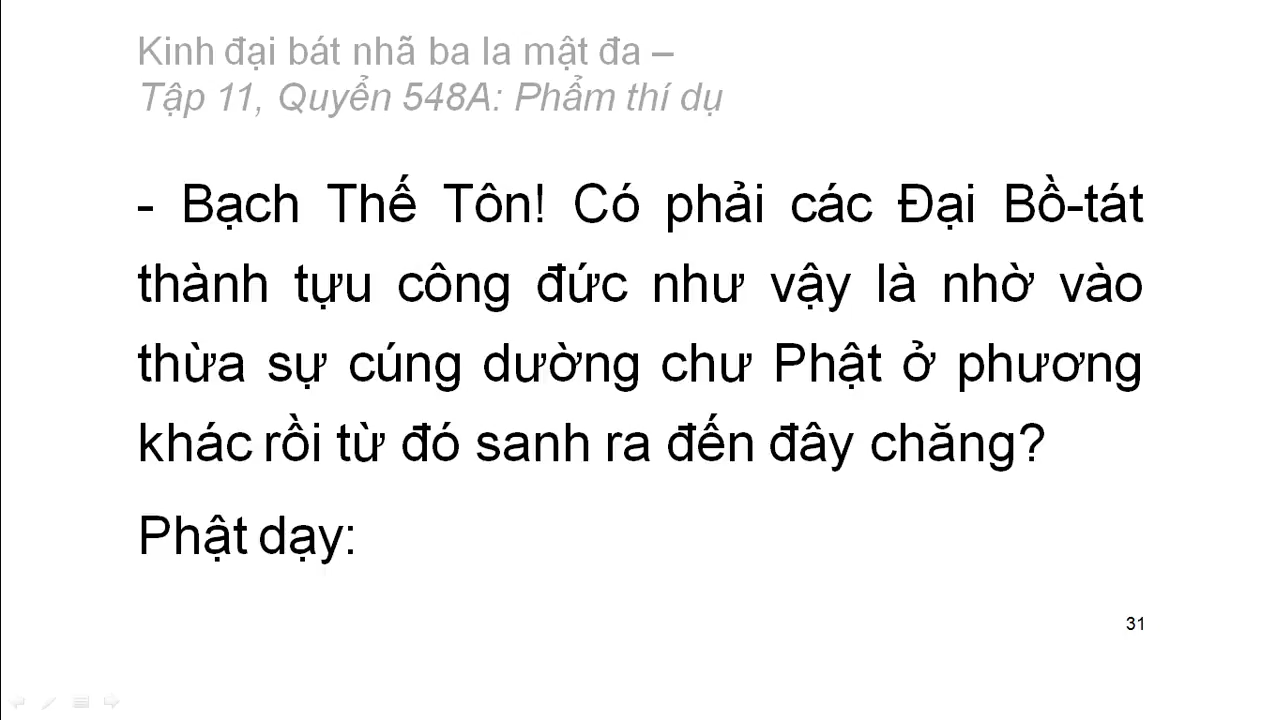 Kinh đại bát nhã ba la mật đa –
Tập 11, Quyển 548A: Phẩm thí dụ
- Bạch Thế Tôn! Có phải các Đại Bồ-tát
thành tựu công đức như vậy là nhờ vào
thừa sự cúng dường chư Phật ở phương
khác rồi từ đó sanh ra đến đây chăng?
Phật dạy:
31